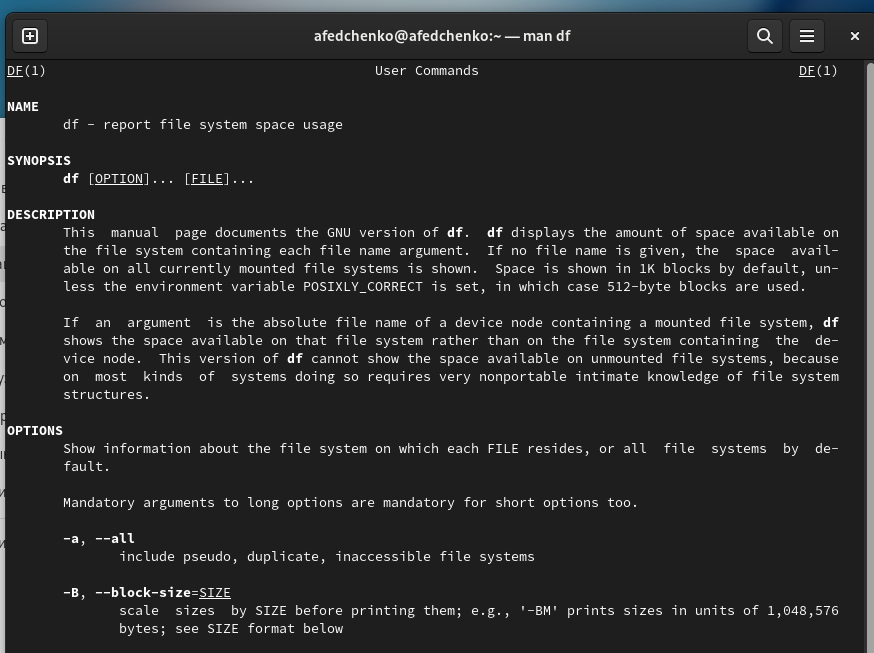 afedchenko@afedchenko:~ — man df
DF(1) User Commands DF(1)
NAME
df - report file system space usage
SYNOPSIS
df [OPTION]... [FILE]...
DESCRIPTION
This manual page documents the GNU version of df. df displays the amount of space available on
the file system containing each file name argument. If no file name is given, the space avail-
able on all currently mounted file systems is shown. Space is shown in 1K blocks by default, un-
less the environment variable POSIXLY_CORRECT is set, in which case 512-byte blocks are used.
If an argument is the absolute file name of a device node containing a mounted file system, df
shows the space available on that file system rather than on the file system containing the de-
vice node. This version of df cannot show the space available on unmounted file systems, because
on most kinds of systems doing so requires very nonportable intimate knowledge of file system
structures.
OPTIONS
Show information about the file system on which each FILE resides, or all file systems by de-
fault.
Mandatory arguments to long options are mandatory for short options too.
-a, --all
include pseudo, duplicate, inaccessible file systems
-B, --block-size=SIZE
scale sizes by SIZE before printing them; e.g., '-BM' prints sizes in units of 1,048,576
bytes; see SIZE format below